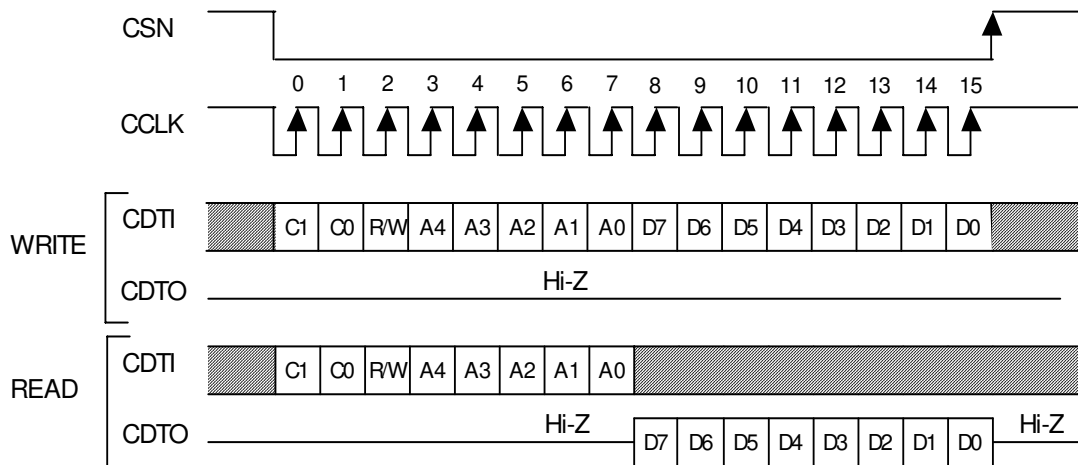 CSN
0 1 2 3 4 5 6 7 8 9 10 11 12 13 14 15
CCLK
WRITE
CDTI C1 C0 R/W A4 A3 A2 A1 A0 D7 D6 D5 D4 D3 D2 D1 D0
Hi-Z
CDTO
READ
CDTI C1 C0 R/W A4 A3 A2 A1 A0
Hi-Z Hi-Z
CDTO D7 D6 D5 D4 D3 D2 D1 D0